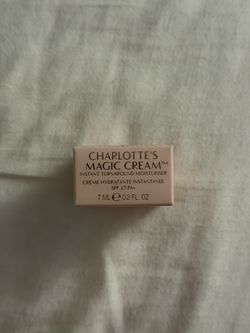 CHARLOTTE'S
MAGIC CREAM™
INSTANT TURNAROUND MOISTURISER
CRÈME HYDRATANTE INSTANTANÉE
SPF 15 PA+
7 ML ℮ 0.2 FL. OZ